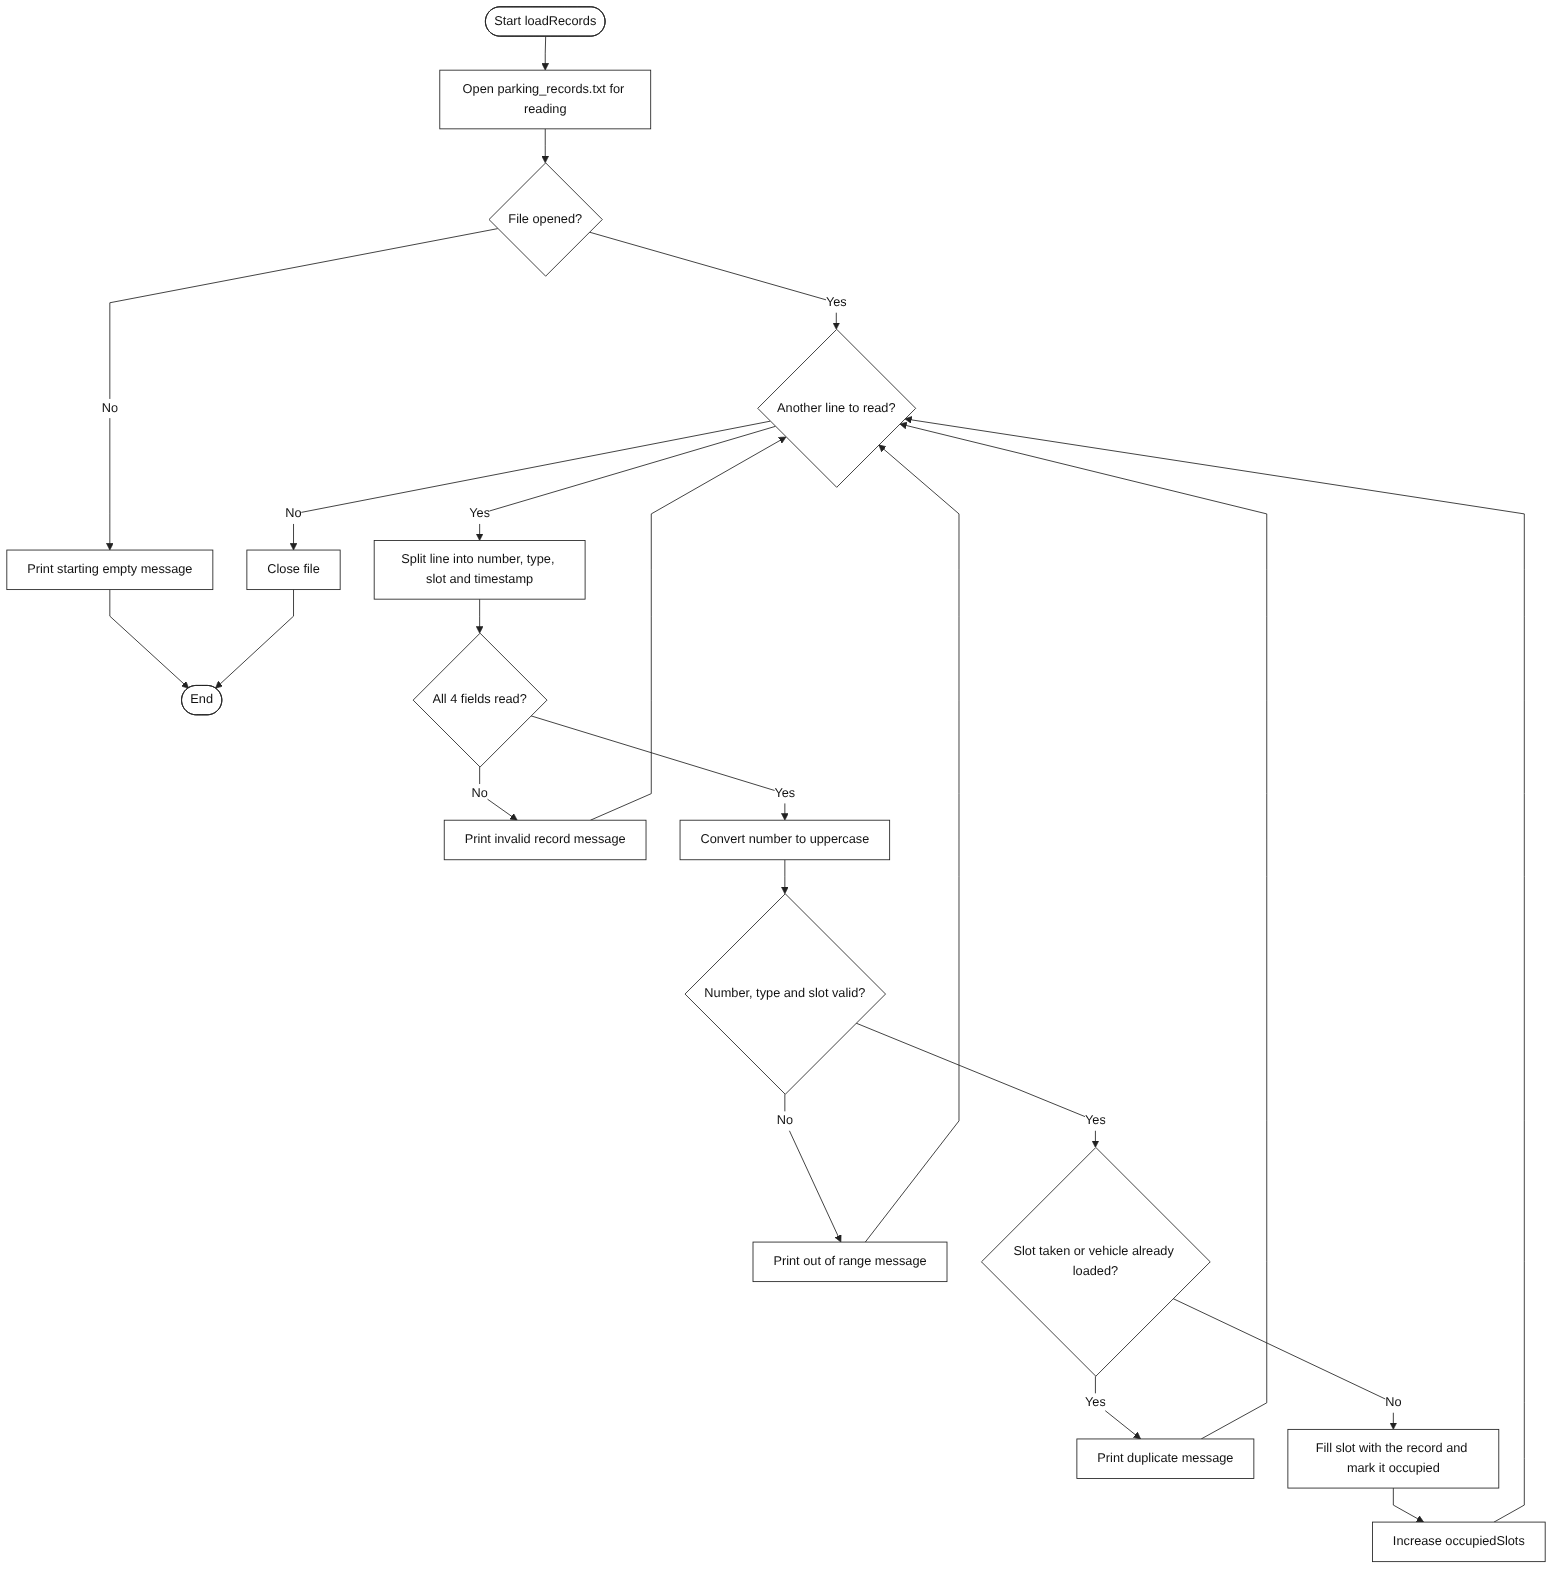 Start loadRecords
Open parking_records.txt for
reading
File opened?
Yes
No
Another line to read?
No
Yes
Print starting empty message
Close file
Split line into number, type,
slot and timestamp
End
All 4 fields read?
No
Yes
Print invalid record message
Convert number to uppercase
Number, type and slot valid?
No
Yes
Print out of range message
Slot taken or vehicle already
loaded?
Yes
No
Print duplicate message
Fill slot with the record and
mark it occupied
Increase occupiedSlots